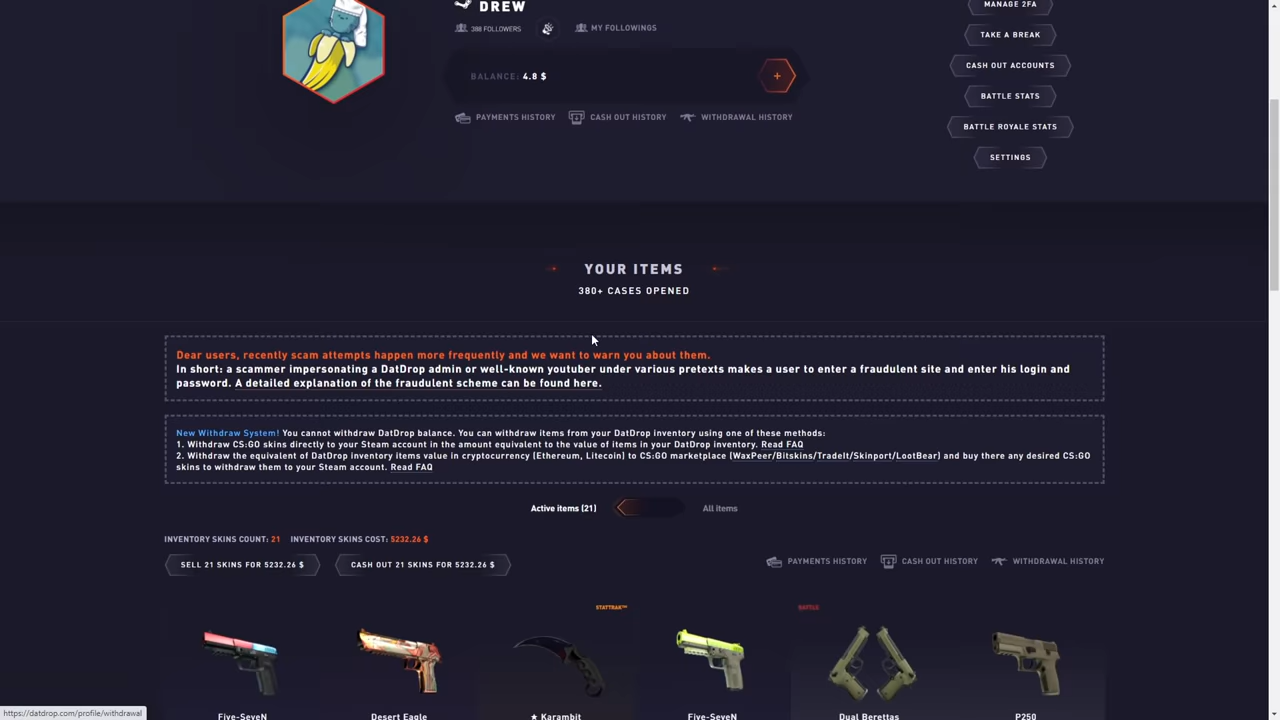 DREW
MANAGE 2FA
388 FOLLOWERS
MY FOLLOWINGS
TAKE A BREAK
CASH OUT ACCOUNTS
BALANCE: 4.8 $
+
BATTLE STATS
PAYMENTS HISTORY
CASH OUT HISTORY
WITHDRAWAL HISTORY
BATTLE ROYALE STATS
SETTINGS
YOUR ITEMS
380+ CASES OPENED
Dear users, recently scam attempts happen more frequently and we want to warn you about them.
In short: a scammer impersonating a DatDrop admin or well-known youtuber under various pretexts makes a user to enter a fraudulent site and enter his login and
password. A detailed explanation of the fraudulent scheme can be found here.
New Withdraw System! You cannot withdraw DatDrop balance. You can withdraw items from your DatDrop inventory using one of these methods:
1. Withdraw CS:GO skins directly to your Steam account in the amount equivalent to the value of items in your DatDrop inventory. Read FAQ
2. Withdraw the equivalent of DatDrop inventory items value in cryptocurrency (Ethereum, Litecoin) to CS:GO marketplace (WaxPeer/Bitskins/TradeIt/Skinport/LootBear) and buy there any desired CS:GO
skins to withdraw them to your Steam account. Read FAQ
Active items (21)
All items
INVENTORY SKINS COUNT: 21 INVENTORY SKINS COST: 5232.26 $
SELL 21 SKINS FOR 5232.26 $
CASH OUT 21 SKINS FOR 5232.26 $
PAYMENTS HISTORY
CASH OUT HISTORY
WITHDRAWAL HISTORY
STATTRAK™
BATTLE
Five-SeveN
Desert Eagle
★ Karambit
Five-SeveN
Dual Berettas
P250
https://datdrop.com/profile/withdrawal